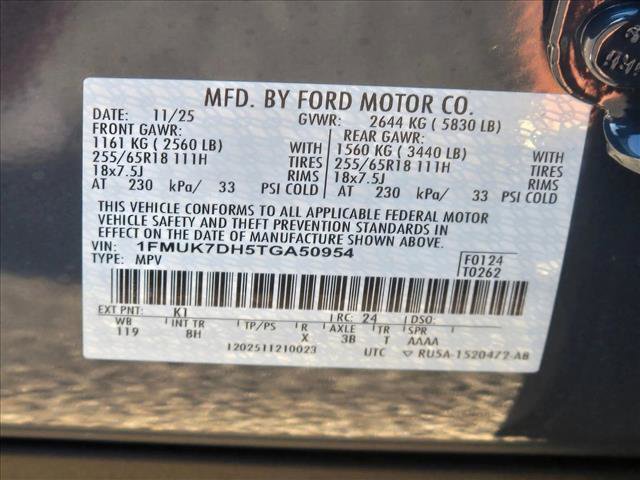 MFD. BY FORD MOTOR CO.
DATE: 11/25 GVWR: 2644 KG ( 5830 LB)
FRONT GAWR: REAR GAWR:
1161 KG ( 2560 LB) WITH 1560 KG ( 3440 LB) WITH
255/65R18 111H TIRES 255/65R18 111H TIRES
18x7.5J RIMS 18x7.5J RIMS
AT 230 kPa/ 33 PSI COLD AT 230 kPa/ 33 PSI COLD
THIS VEHICLE CONFORMS TO ALL APPLICABLE FEDERAL MOTOR
VEHICLE SAFETY AND THEFT PREVENTION STANDARDS IN
EFFECT ON THE DATE OF MANUFACTURE SHOWN ABOVE.
VIN: 1FMUK7DH5TGA50954 F0124
TYPE: MPV T0262
EXT PNT: K1 RC: 24 DSO:
WB INT TR TP/PS R AXLE TR SPR
119 8H X 3B T AAAA
1202511210023 UTC RU5A-1520472-AB